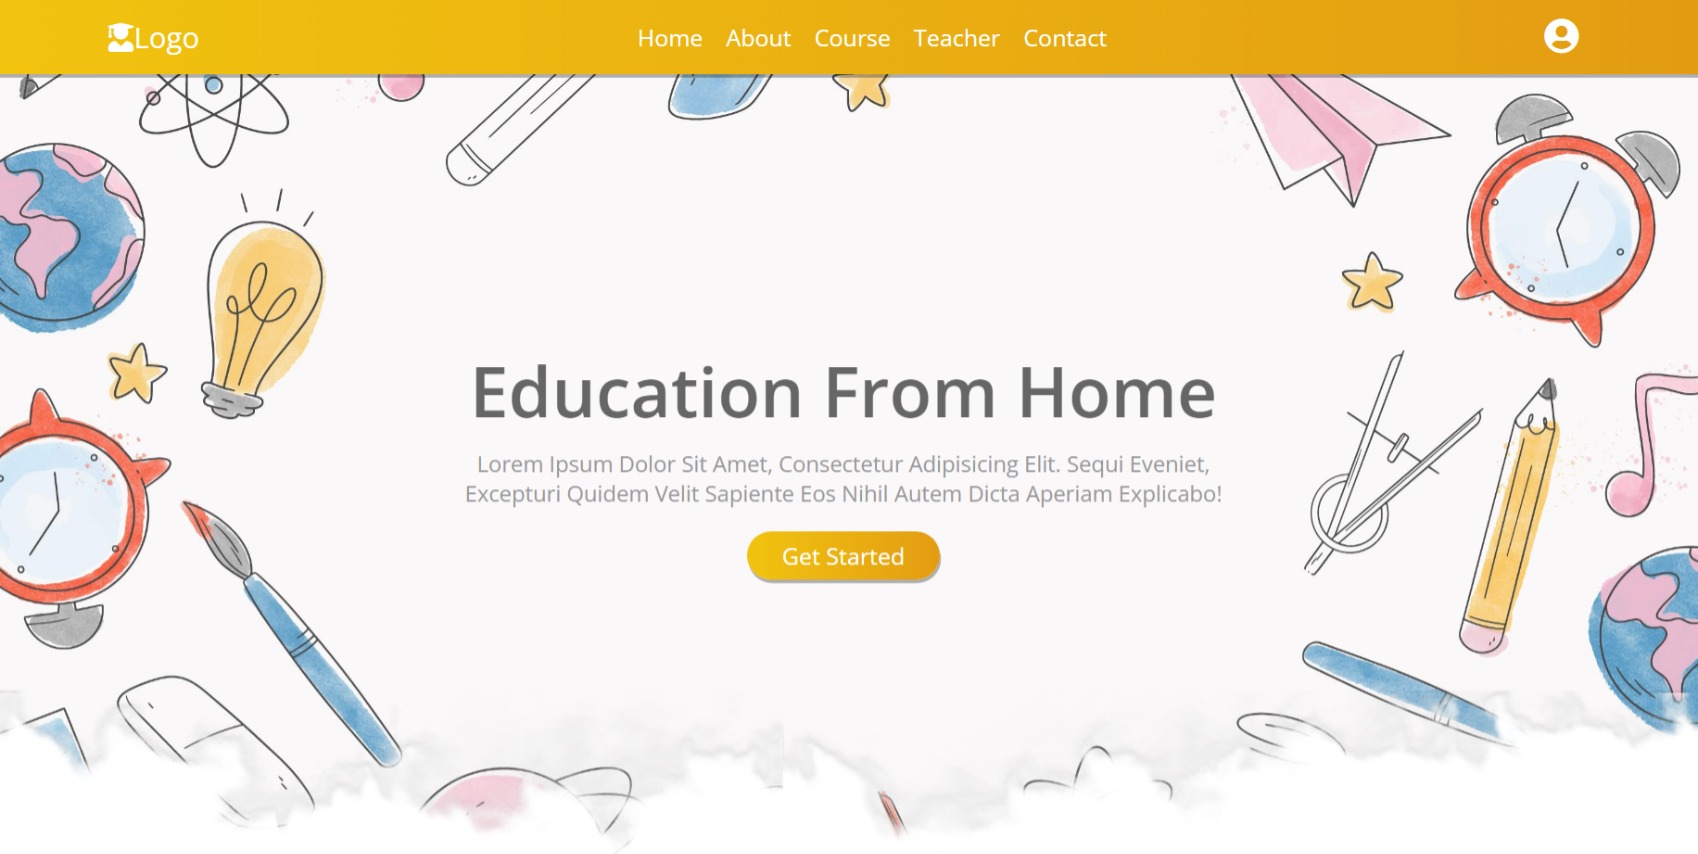 Logo
Home About Course Teacher Contact
Education From Home
Lorem Ipsum Dolor Sit Amet, Consectetur Adipisicing Elit. Sequi Eveniet,
Excepturi Quidem Velit Sapiente Eos Nihil Autem Dicta Aperiam Explicabo!
Get Started